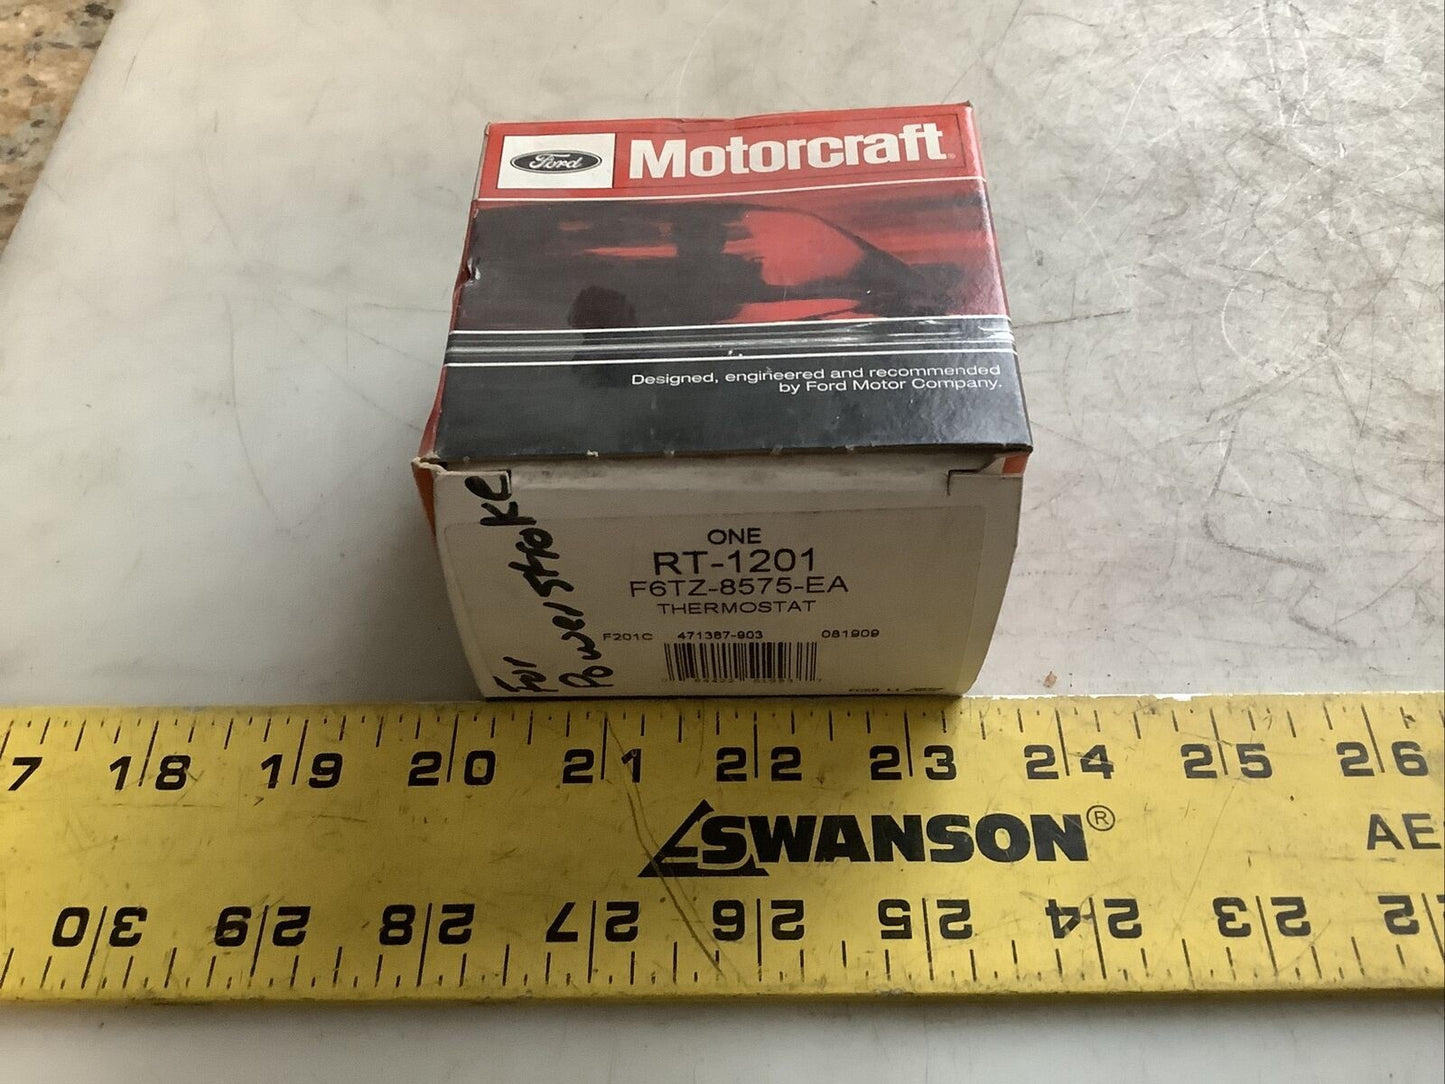 Ford Motorcraft
Designed, engineered and recommended
by Ford Motor Company.
For
Powerstroke
ONE
RT-1201
F6TZ-8575-EA
THERMOSTAT
F201C 471387-903 081909
7 18 19 20 21 22 23 24 25 26
SWANSON®
AE
30 29 28 27 26 25 24 23 2